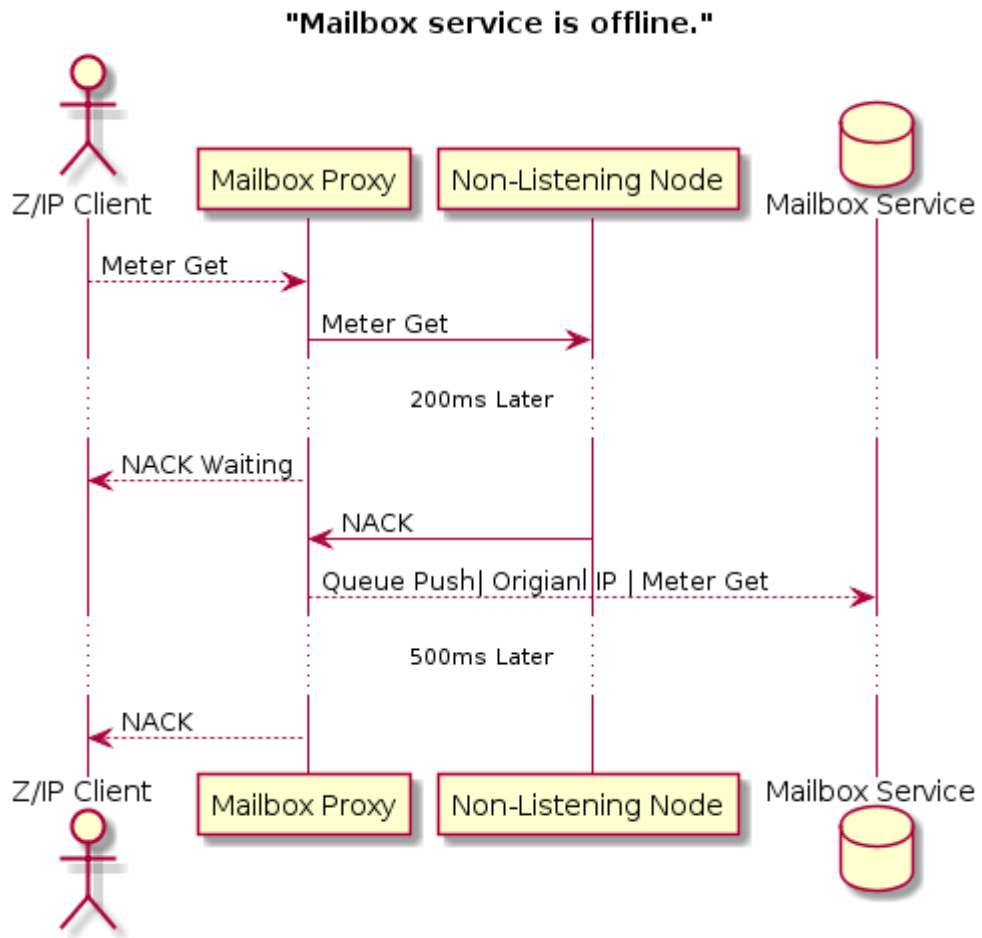 "Mailbox service is offline."
Z/IP Client
Mailbox Proxy
Non-Listening Node
Mailbox Service
Meter Get
Meter Get
200ms Later
NACK Waiting
NACK
Queue Push| Origianl IP | Meter Get
500ms Later
NACK
Z/IP Client
Mailbox Proxy
Non-Listening Node
Mailbox Service